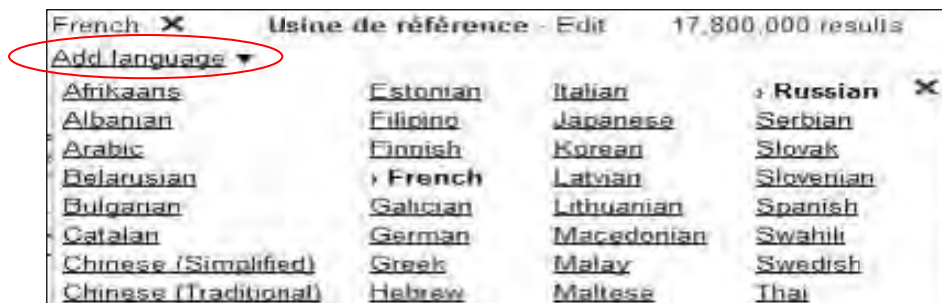 French ✕ Usine de référence - Edit 17,800,000 results
Add language ▼
Afrikaans Estonian Italian › Russian ✕
Albanian Filipino Japanese Serbian
Arabic Finnish Korean Slovak
Belarusian › French Latvian Slovenian
Bulgarian Galician Lithuanian Spanish
Catalan German Macedonian Swahili
Chinese (Simplified) Greek Malay Swedish
Chinese (Traditional) Hebrew Maltese Thai